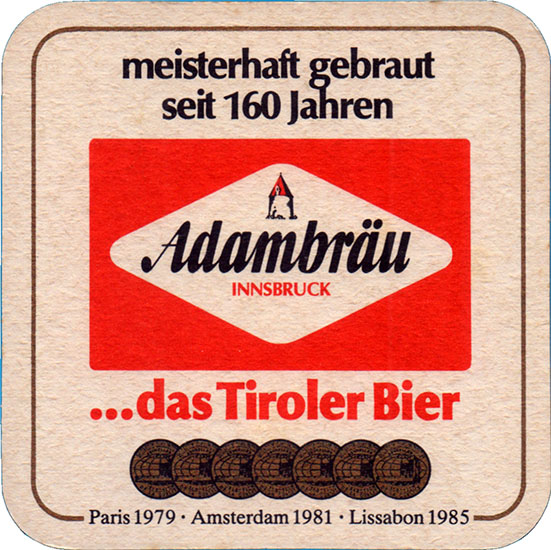 meisterhaft gebraut
seit 160 Jahren
Adambräu
INNSBRUCK
...das Tiroler Bier
Paris 1979 · Amsterdam 1981 · Lissabon 1985